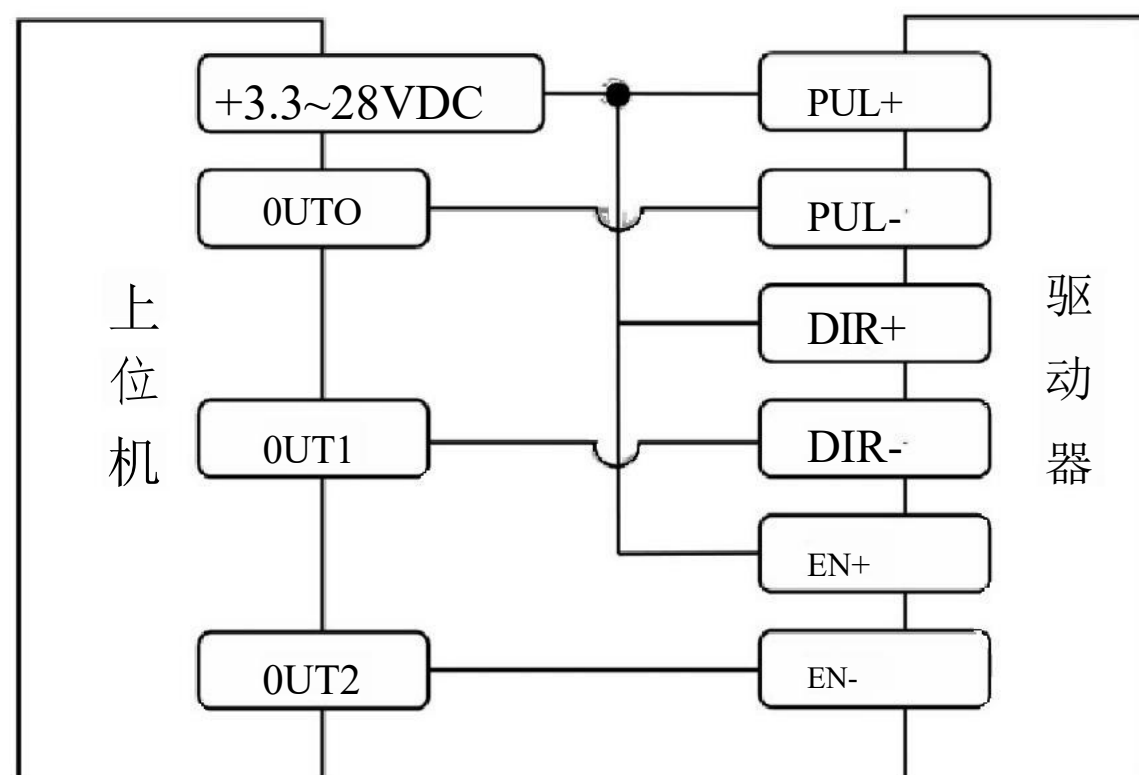 +3.3~28VDC
PUL+
0UTO
PUL-
上位机
DIR+
驱动器
0UT1
DIR-
EN+
0UT2
EN-